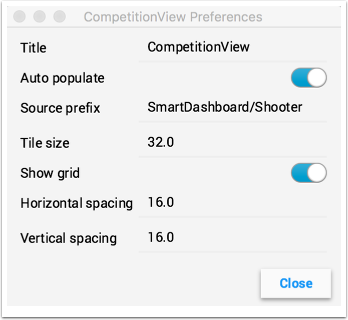 CompetitionView Preferences
Title CompetitionView
Auto populate
Source prefix SmartDashboard/Shooter
Tile size 32.0
Show grid
Horizontal spacing 16.0
Vertical spacing 16.0
Close